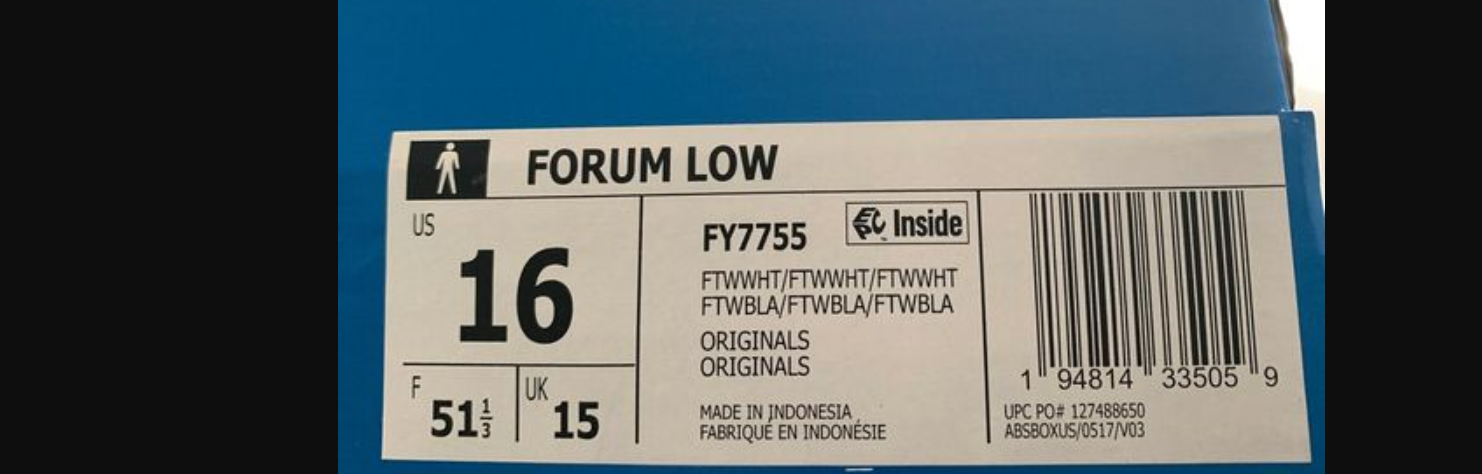 FORUM LOW
US
16
F
51 1/3
UK
15
FY7755
Inside
FTWWHT/FTWWHT/FTWWHT
FTWBLA/FTWBLA/FTWBLA
ORIGINALS
ORIGINALS
MADE IN INDONESIA
FABRIQUÉ EN INDONÉSIE
1 94814 33505 9
UPC PO# 127488650
ABSBOXUS/0517/V03